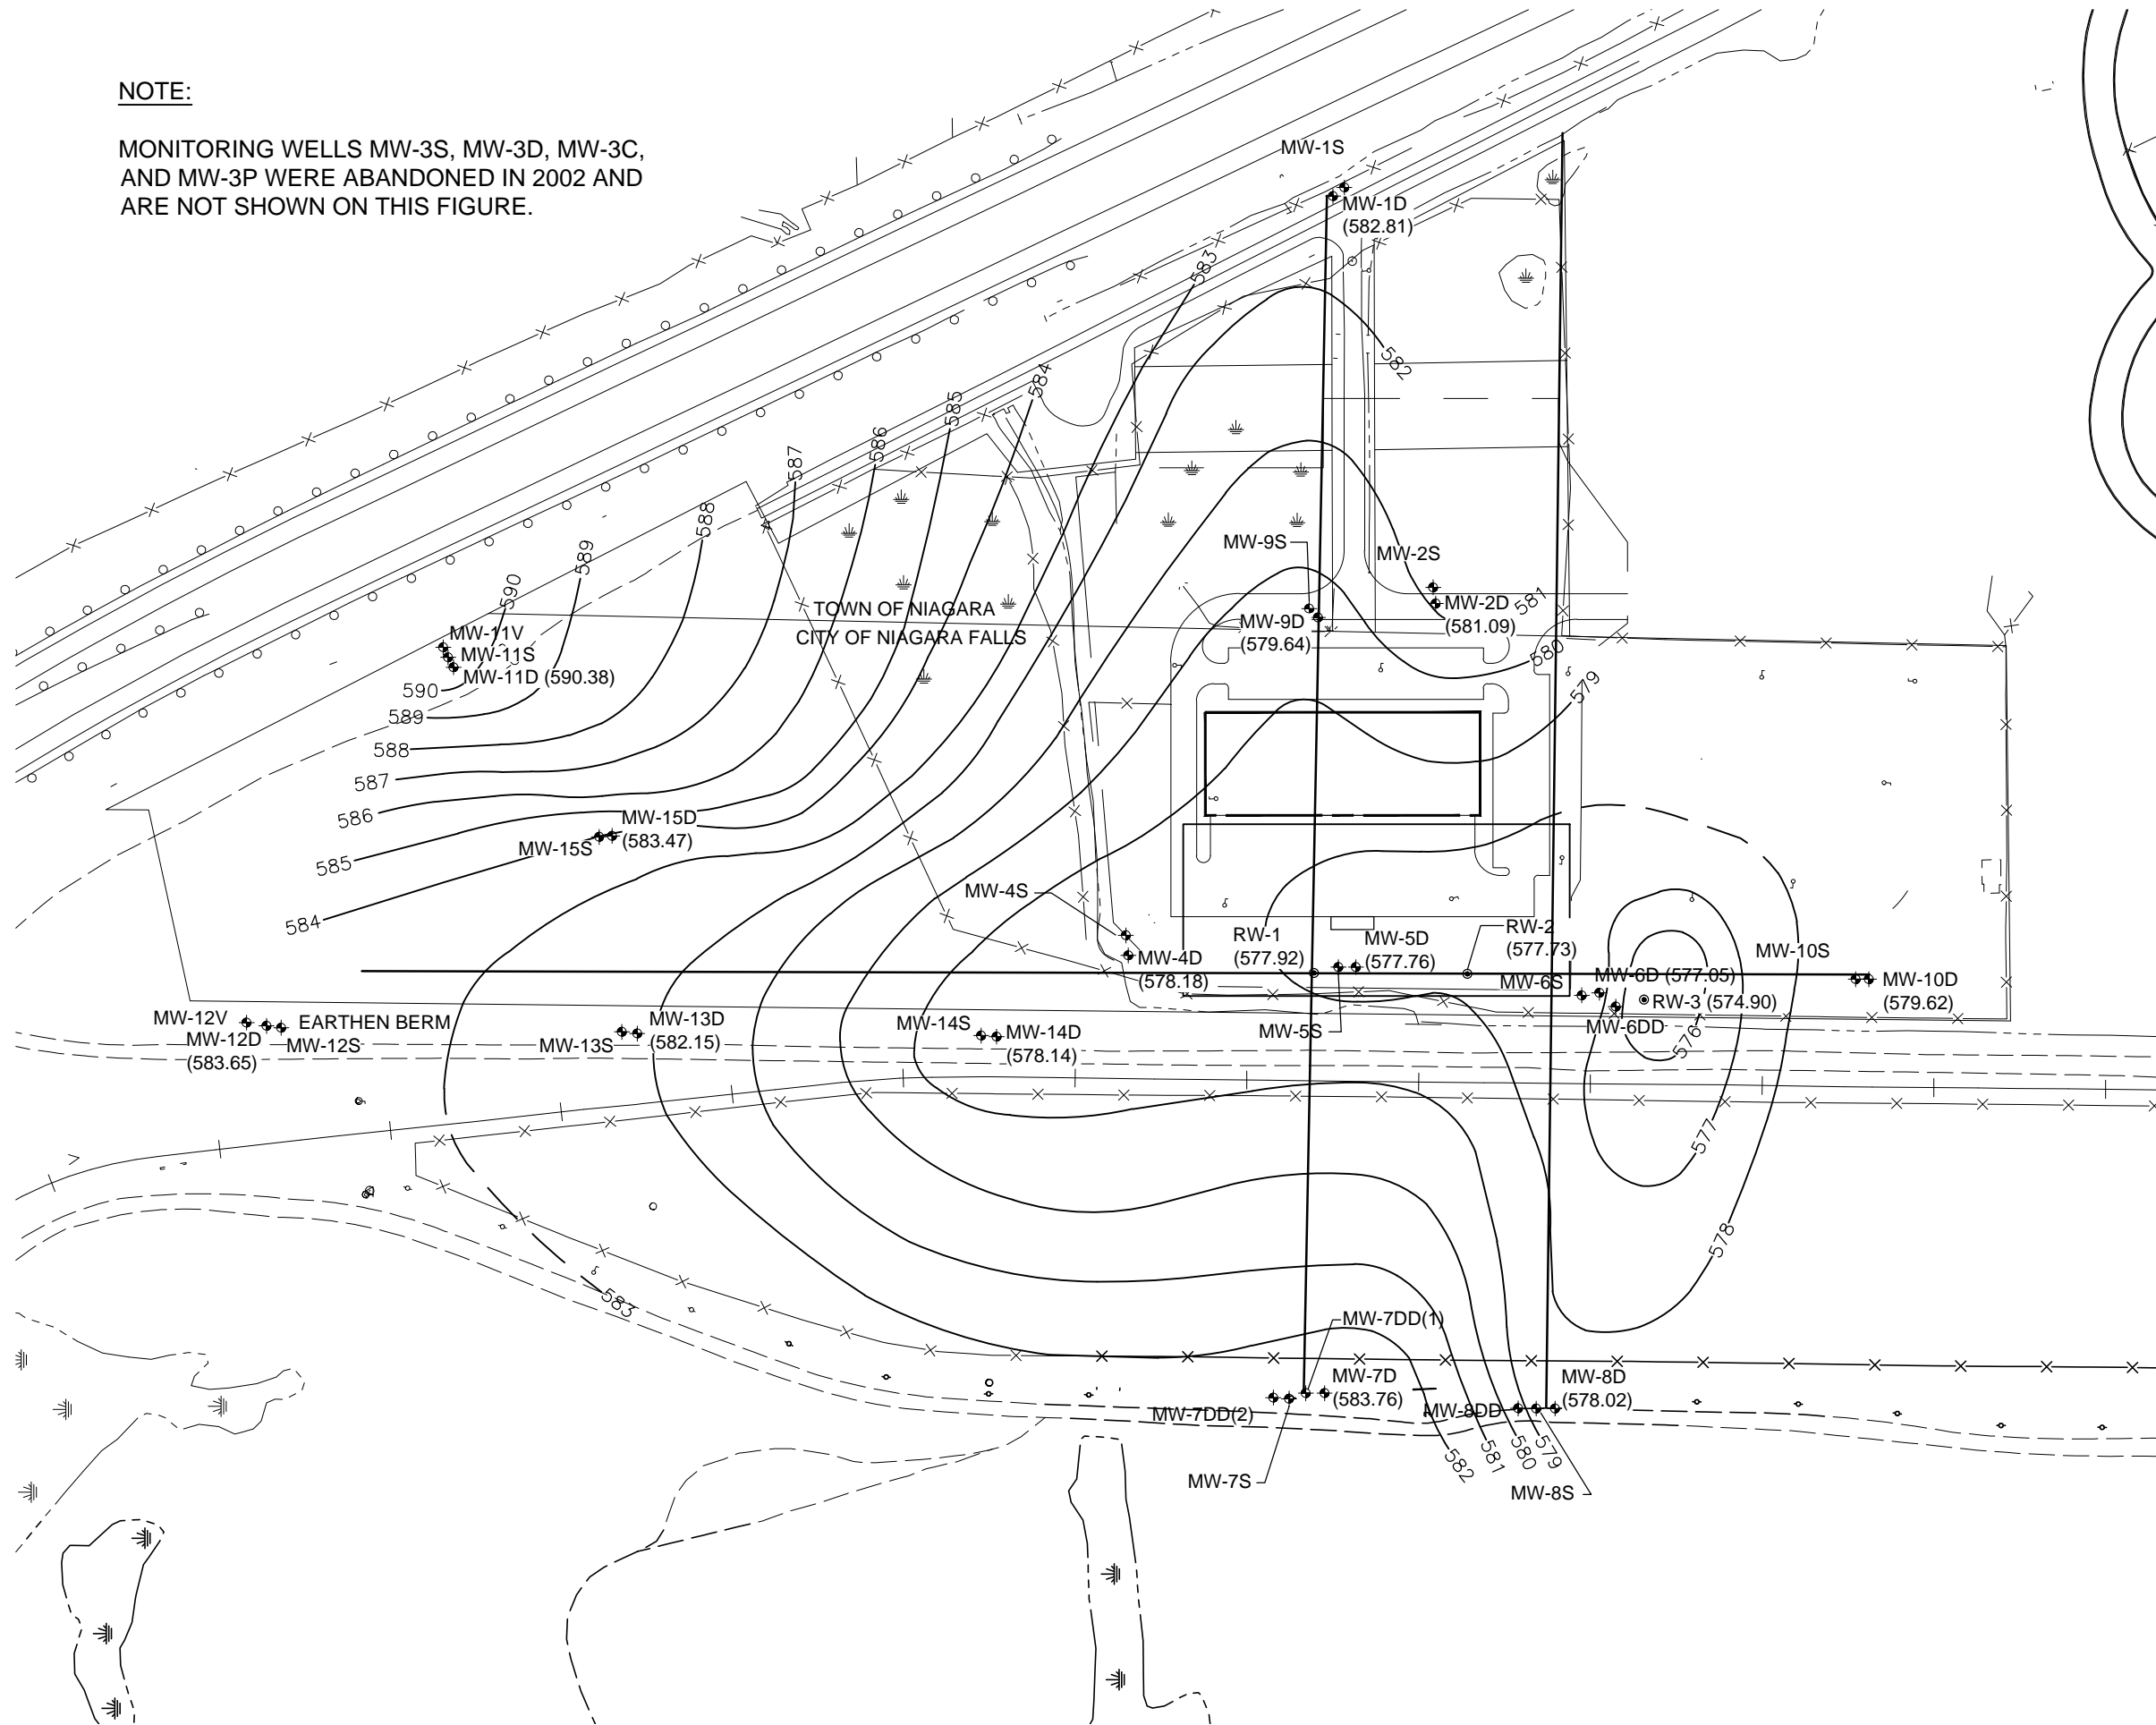 NOTE:
MONITORING WELLS MW-3S, MW-3D, MW-3C,
AND MW-3P WERE ABANDONED IN 2002 AND
ARE NOT SHOWN ON THIS FIGURE.
MW-1S
MW-1D
(582.81)
583
582
584
585
586
587
588
589
590
MW-9S
MW-2S
MW-2D
(581.09)
581
MW-9D
(579.64)
580
579
TOWN OF NIAGARA
CITY OF NIAGARA FALLS
MW-11V
MW-11S
MW-11D (590.38)
590
589
588
587
586
585
584
MW-15D
(583.47)
MW-15S
MW-4S
MW-4D
(578.18)
RW-1
(577.92)
MW-5D
(577.76)
RW-2
(577.73)
MW-10S
MW-6S
MW-6D (577.05)
MW-10D
(579.62)
RW-3 (574.90)
MW-6DD
MW-5S
576
577
578
MW-12V
EARTHEN BERM
MW-12D
(583.65)
MW-12S
MW-13D
(582.15)
MW-13S
MW-14S
MW-14D
(578.14)
583
MW-7DD(1)
MW-7D
(583.76)
MW-8D
(578.02)
MW-7DD(2)
MW-8DD
MW-7S
MW-8S
582
581
580
579